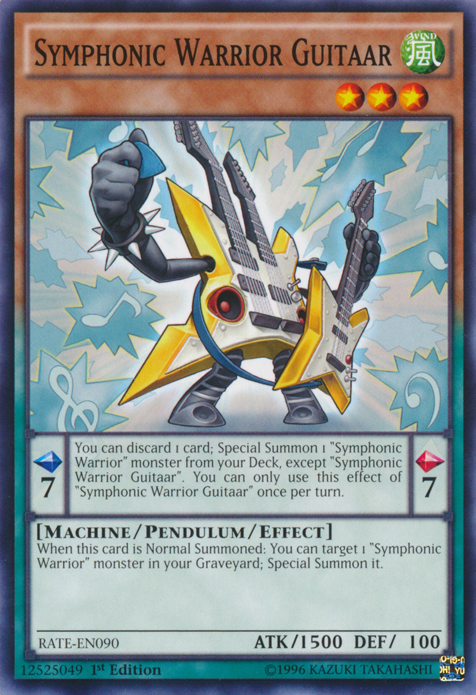 SYMPHONIC WARRIOR GUITAAR
WIND
風
You can discard 1 card; Special Summon 1 "Symphonic
Warrior" monster from your Deck, except "Symphonic
Warrior Guitaar". You can only use this effect of
"Symphonic Warrior Guitaar" once per turn.
7
7
[MACHINE/PENDULUM/EFFECT]
When this card is Normal Summoned: You can target 1 "Symphonic
Warrior" monster in your Graveyard; Special Summon it.
RATE-EN090
ATK/1500 DEF/ 100
12525049 1st Edition
©1996 KAZUKI TAKAHASHI